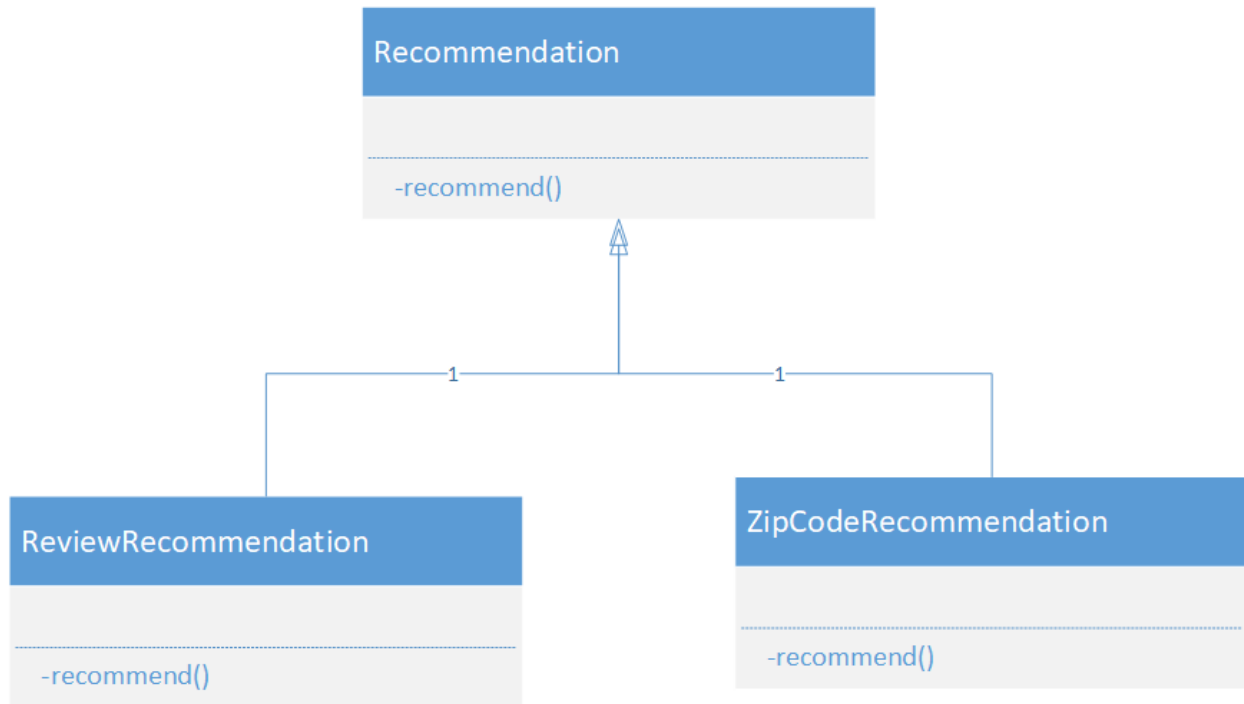 Recommendation
-recommend()
1
1
ReviewRecommendation
-recommend()
ZipCodeRecommendation
-recommend()